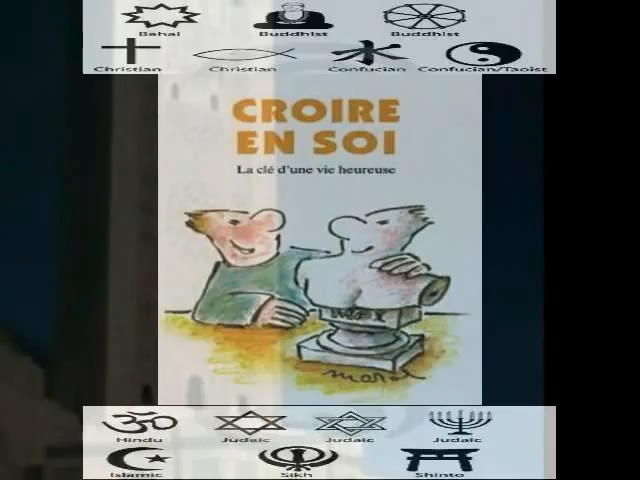 Bahai Buddhist Buddhist
Christian Christian Confucian Confucian/Taoist
CROIRE
EN SOI
La clé d'une vie heureuse
Hindu Judaic Judaic Judaic
Islamic Sikh Shinto